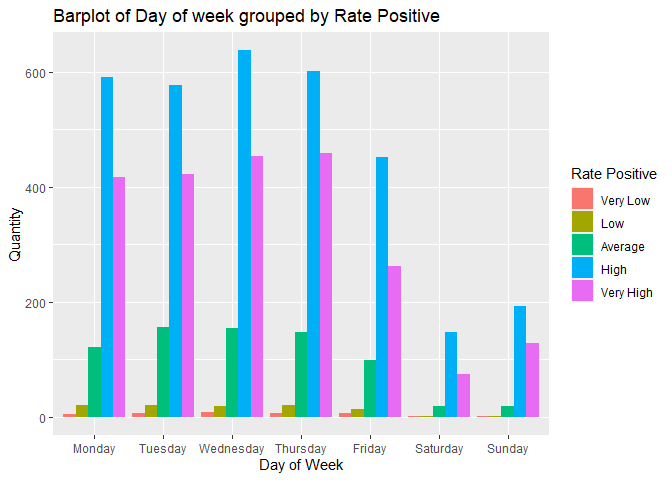 Barplot of Day of week grouped by Rate Positive
600
400
200
0
Quantity
Monday Tuesday Wednesday Thursday Friday Saturday Sunday
Day of Week
Rate Positive
Very Low
Low
Average
High
Very High